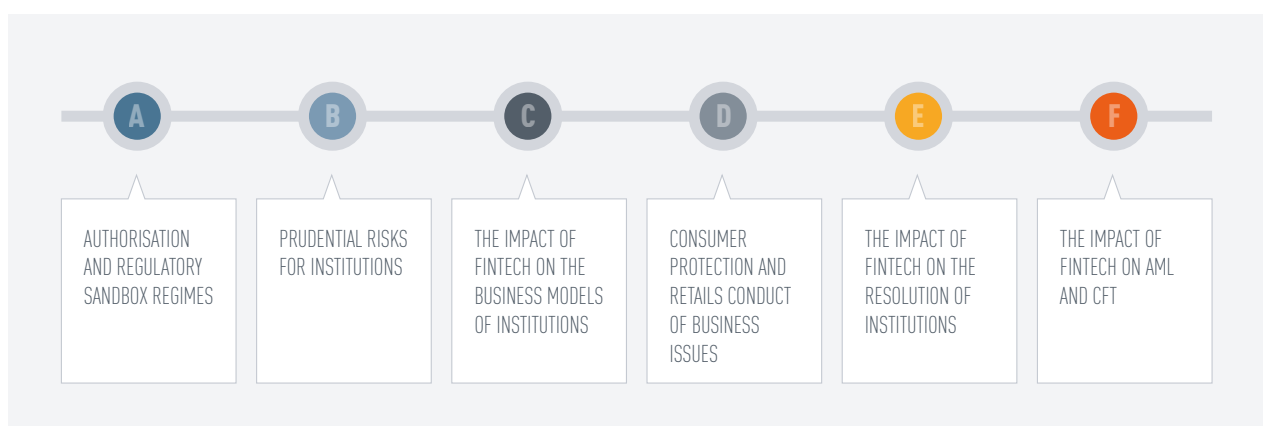 A
B
C
D
E
F
AUTHORISATION
AND REGULATORY
SANDBOX REGIMES
PRUDENTIAL RISKS
FOR INSTITUTIONS
THE IMPACT OF
FINTECH ON THE
BUSINESS MODELS
OF INSTITUTIONS
CONSUMER
PROTECTION AND
RETAILS CONDUCT
OF BUSINESS
ISSUES
THE IMPACT OF
FINTECH ON THE
RESOLUTION OF
INSTITUTIONS
THE IMPACT OF
FINTECH ON AML
AND CFT